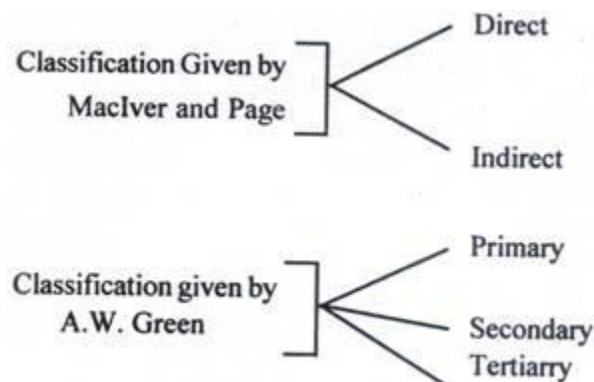 Direct
Classification Given by
MacIver and Page
Indirect
Primary
Classification given by
A.W. Green
Secondary
Tertiarry